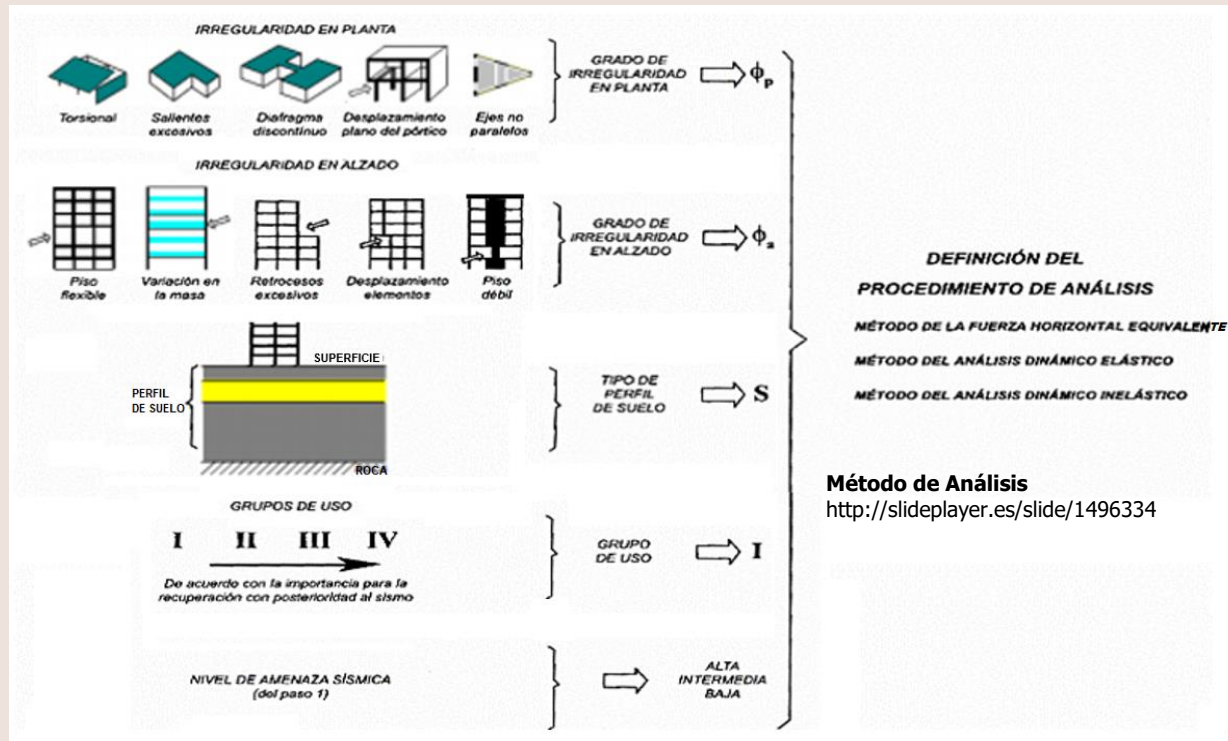 IRREGULARIDAD EN PLANTA
Torsional
Salientes
excesivos
Diafragma
discontinuo
Desplazamiento
plano del pórtico
Ejes no
paralelos
GRADO DE
IRREGULARIDAD
EN PLANTA
ϕp
IRREGULARIDAD EN ALZADO
Piso
flexible
Variación en
la masa
Retrocesos
excesivos
Desplazamiento
elementos
Piso
débil
GRADO DE
IRREGULARIDAD
EN ALZADO
ϕa
SUPERFICIE
PERFIL
DE SUELO
ROCA
TIPO DE
PERFIL
DE SUELO
S
GRUPOS DE USO
I II III IV
De acuerdo con la importancia para la
recuperación con posterioridad al sismo
GRUPO
DE USO
I
NIVEL DE AMENAZA SÍSMICA
(del paso 1)
ALTA
INTERMEDIA
BAJA
DEFINICIÓN DEL
PROCEDIMIENTO DE ANÁLISIS
MÉTODO DE LA FUERZA HORIZONTAL EQUIVALENTE
MÉTODO DEL ANÁLISIS DINÁMICO ELÁSTICO
MÉTODO DEL ANÁLISIS DINÁMICO INELÁSTICO
Método de Análisis
http://slideplayer.es/slide/1496334